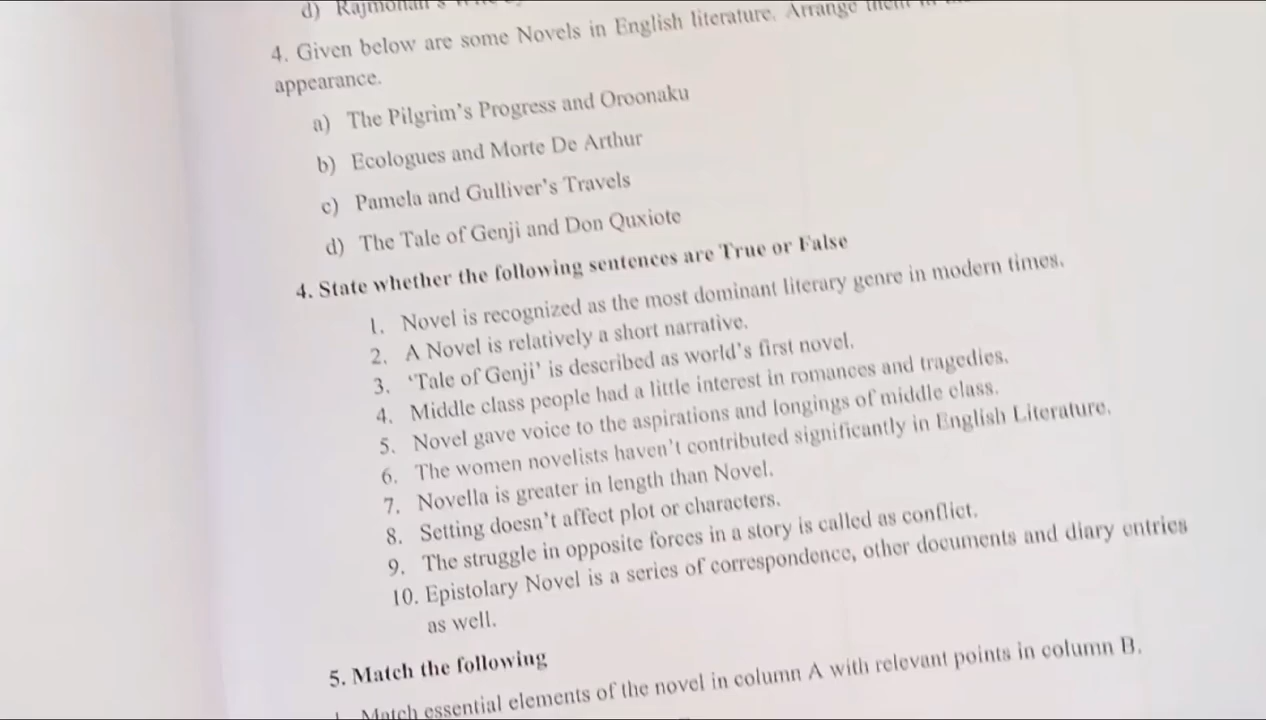 d) Rajmohan's
4. Given below are some Novels in English literature. Arrange them in
appearance.
a) The Pilgrim's Progress and Oroonaku
b) Ecologues and Morte De Arthur
c) Pamela and Gulliver's Travels
d) The Tale of Genji and Don Quxiote
4. State whether the following sentences are True or False
1. Novel is recognized as the most dominant literary genre in modern times.
2. A Novel is relatively a short narrative.
3. 'Tale of Genji' is described as world's first novel.
4. Middle class people had a little interest in romances and tragedies.
5. Novel gave voice to the aspirations and longings of middle class.
6. The women novelists haven't contributed significantly in English Literature.
7. Novella is greater in length than Novel.
8. Setting doesn't affect plot or characters.
9. The struggle in opposite forces in a story is called as conflict.
10. Epistolary Novel is a series of correspondence, other documents and diary entries
as well.
5. Match the following
Match essential elements of the novel in column A with relevant points in column B.